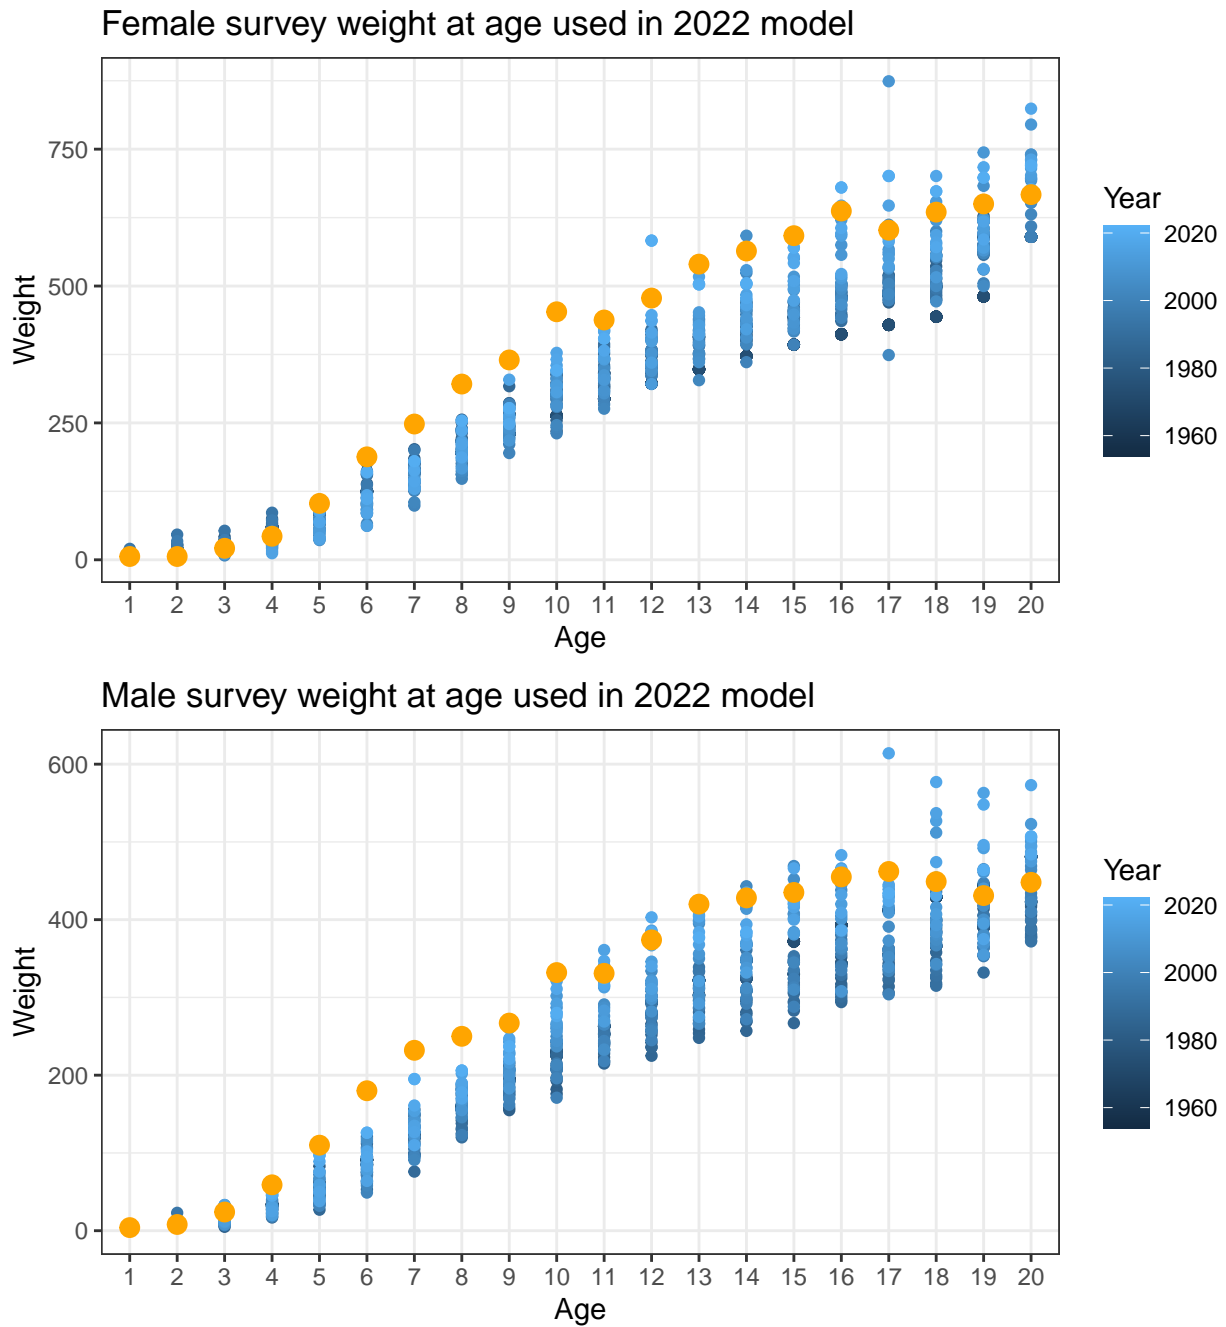 Female survey weight at age used in 2022 model
Weight
750
500
250
0
1 2 3 4 5 6 7 8 9 10 11 12 13 14 15 16 17 18 19 20
Age
Year
2020
2000
1980
1960
Male survey weight at age used in 2022 model
Weight
600
400
200
0
1 2 3 4 5 6 7 8 9 10 11 12 13 14 15 16 17 18 19 20
Age
Year
2020
2000
1980
1960